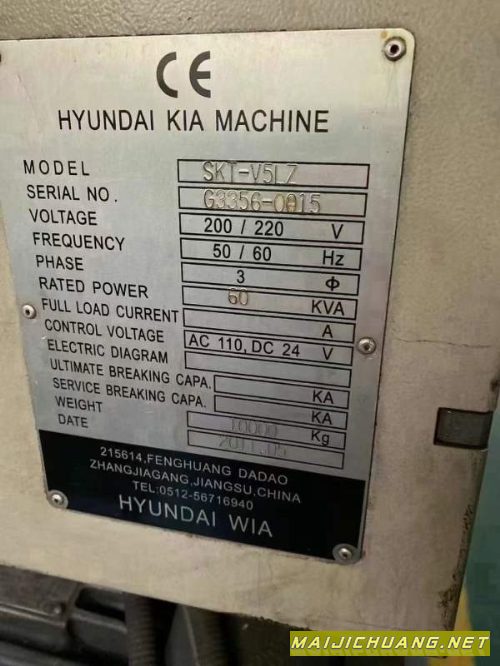 CE
HYUNDAI KIA MACHINE
MODEL SKT-V5LZ
SERIAL NO. G3356-0015
VOLTAGE 200 / 220 V
FREQUENCY 50 / 60 Hz
PHASE 3 Φ
RATED POWER 60 KVA
FULL LOAD CURRENT A
CONTROL VOLTAGE AC 110, DC 24 V
ELECTRIC DIAGRAM
ULTIMATE BREAKING CAPA. KA
SERVICE BREAKING CAPA. KA
WEIGHT 10000 Kg
DATE 2011.05
215614,FENGHUANG DADAO
ZHANGJIAGANG,JIANGSU,CHINA
TEL:0512-56716940
HYUNDAI WIA
MAIJICHUANG.NET